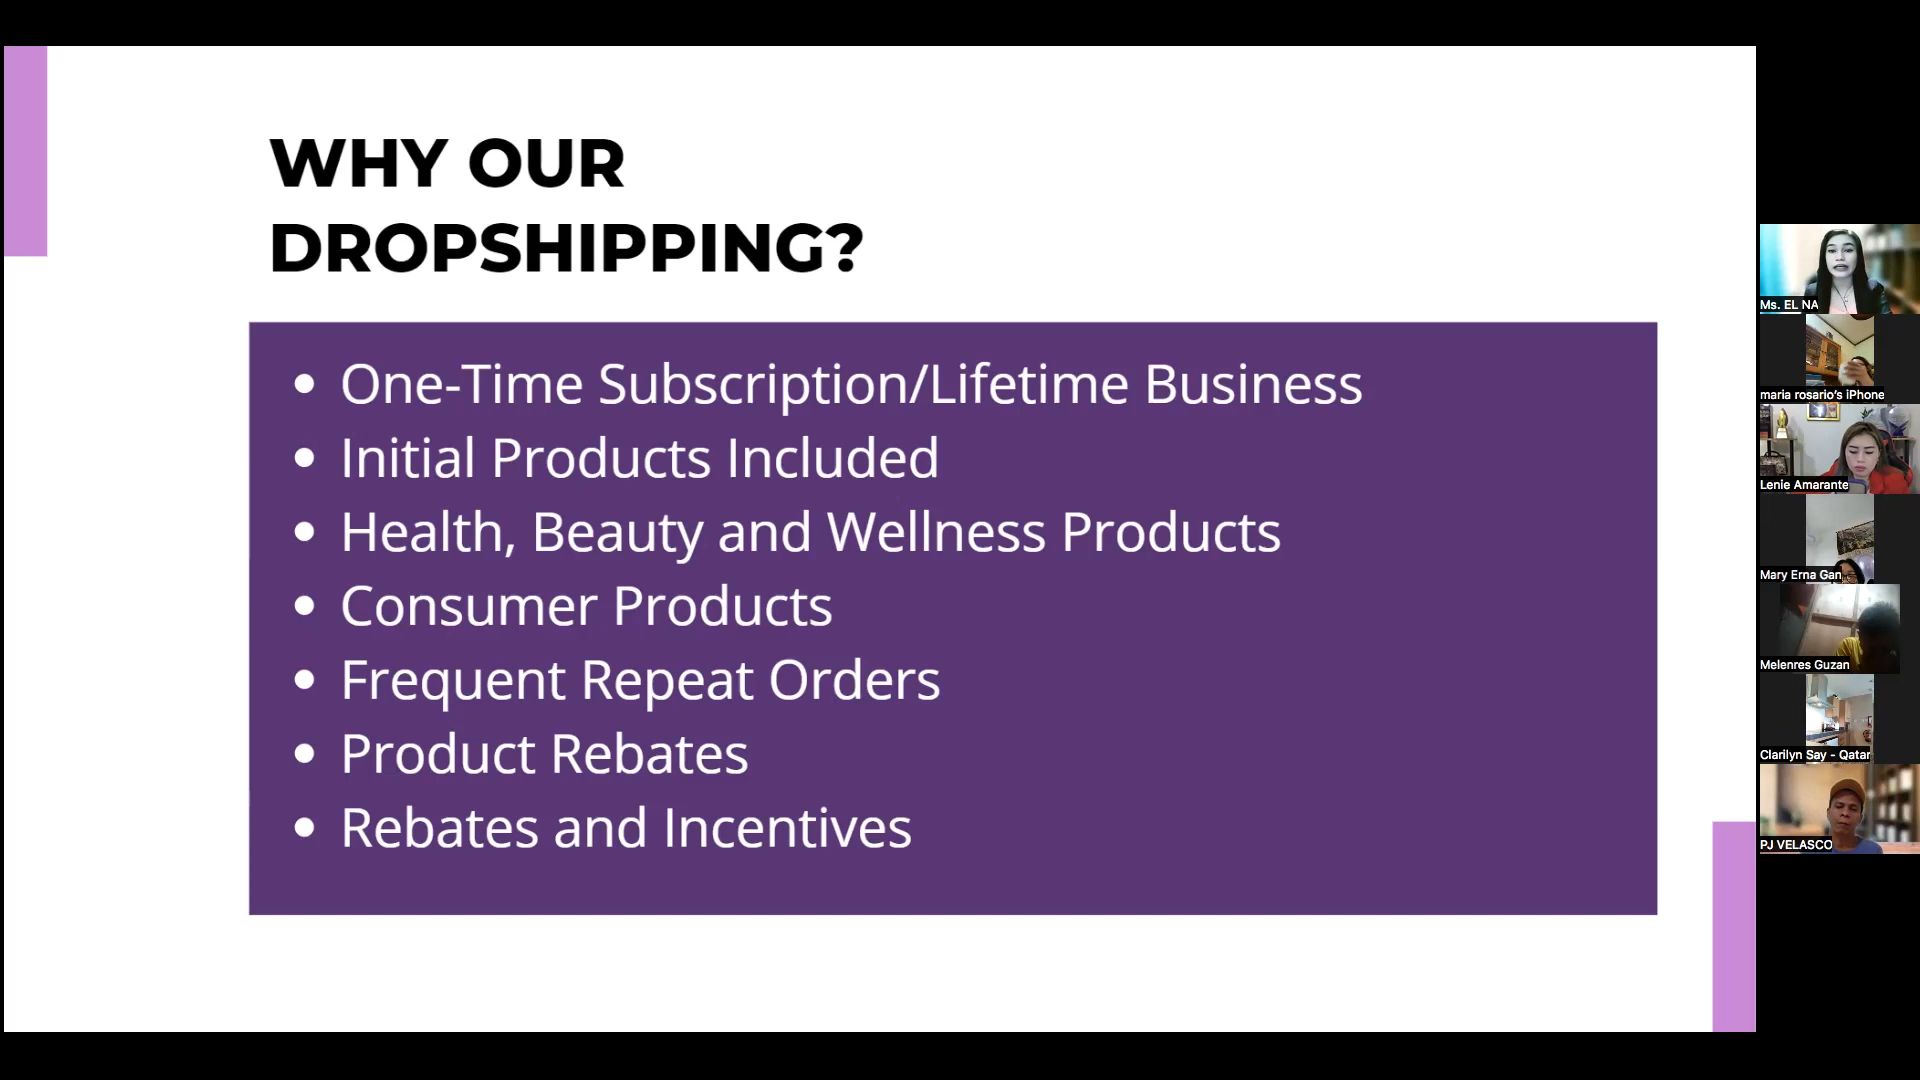 WHY OUR
DROPSHIPPING?
• One-Time Subscription/Lifetime Business
• Initial Products Included
• Health, Beauty and Wellness Products
• Consumer Products
• Frequent Repeat Orders
• Product Rebates
• Rebates and Incentives
Ms. EL NA
maria rosario's iPhone
Lenie Amarante
Mary Erna Gan
Melenres Guzan
Clarilyn Say - Qatar
PJ VELASCO